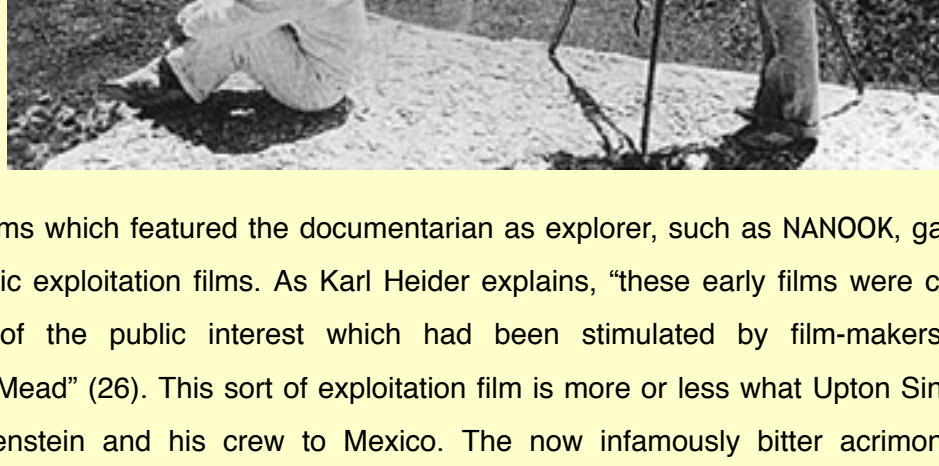 ms which featured the documentarian as explorer, such as NANOOK, ga
ic exploitation films. As Karl Heider explains, “these early films were c
of the public interest which had been stimulated by film-makers
Mead” (26). This sort of exploitation film is more or less what Upton Sin
enstein and his crew to Mexico. The now infamously bitter acrimon